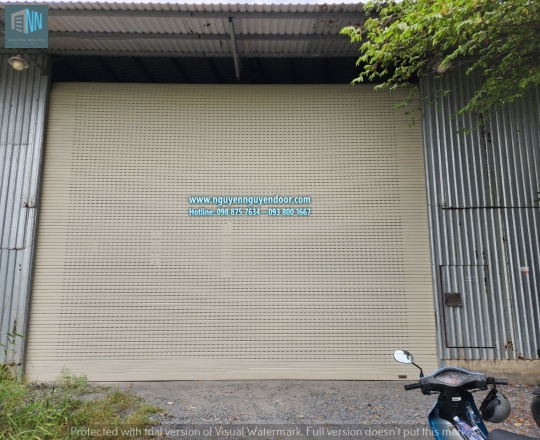 NN
www.nguyennguyendoor.com
Hotline: 098 875 7634 – 093 800 1667
Protected with trial version of Visual Watermark. Full version doesn't put this mark.